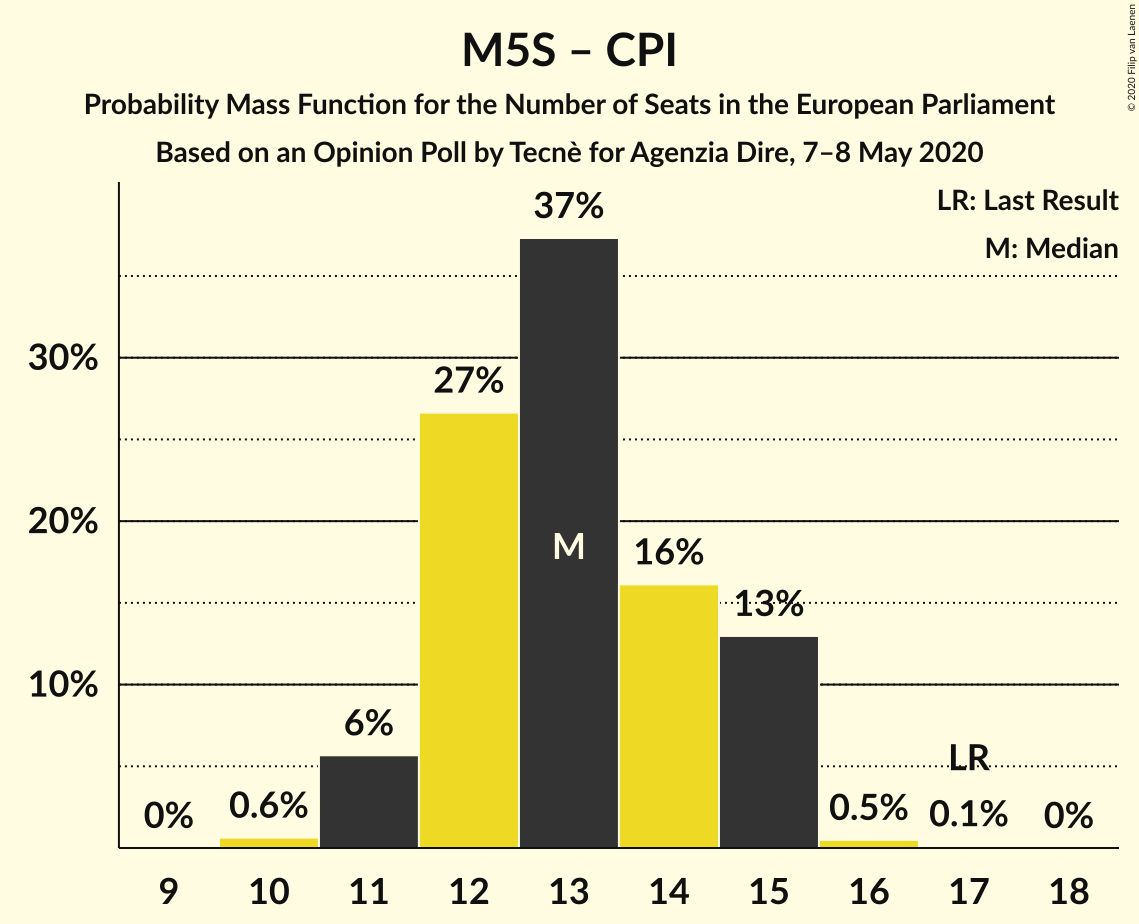 M5S – CPI
Probability Mass Function for the Number of Seats in the European Parliament
Based on an Opinion Poll by Tecnè for Agenzia Dire, 7–8 May 2020
© 2020 Filip van Laenen
LR: Last Result
M: Median
37%
30%
27%
20%
M
16%
13%
10%
6%
LR
0%
0.6%
0.5%
0.1%
0%
9 10 11 12 13 14 15 16 17 18